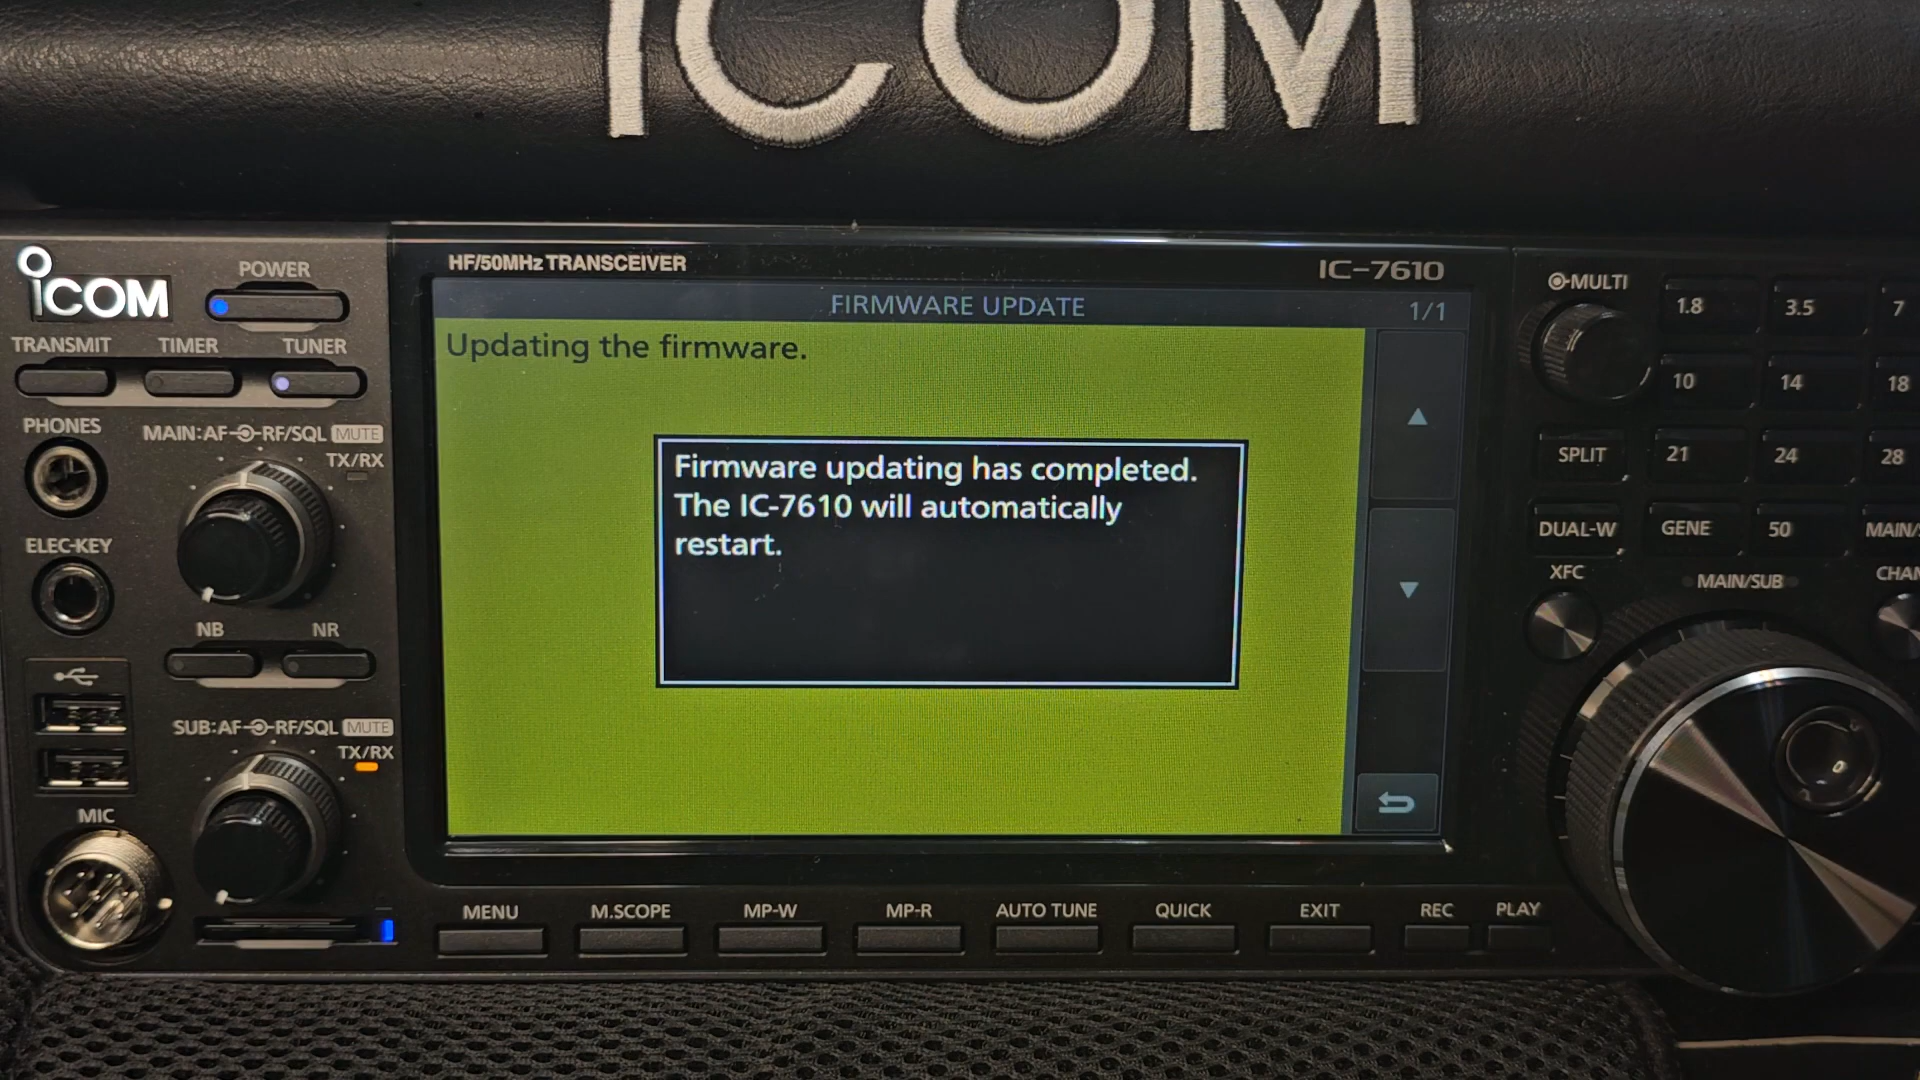 ICOM
HF/50MHz TRANSCEIVER
IC-7610
ICOM
POWER
TRANSMIT
TIMER
TUNER
PHONES
MAIN:AF RF/SQL MUTE
TX/RX
ELEC-KEY
NB
NR
SUB:AF RF/SQL MUTE
TX/RX
MIC
FIRMWARE UPDATE
1/1
Updating the firmware.
Firmware updating has completed.
The IC-7610 will automatically
restart.
MENU
M.SCOPE
MP-W
MP-R
AUTO TUNE
QUICK
EXIT
REC
PLAY
MULTI
1.8
3.5
7
10
14
18
SPLIT
21
24
28
DUAL-W
GENE
50
MAIN/
XFC
MAIN/SUB